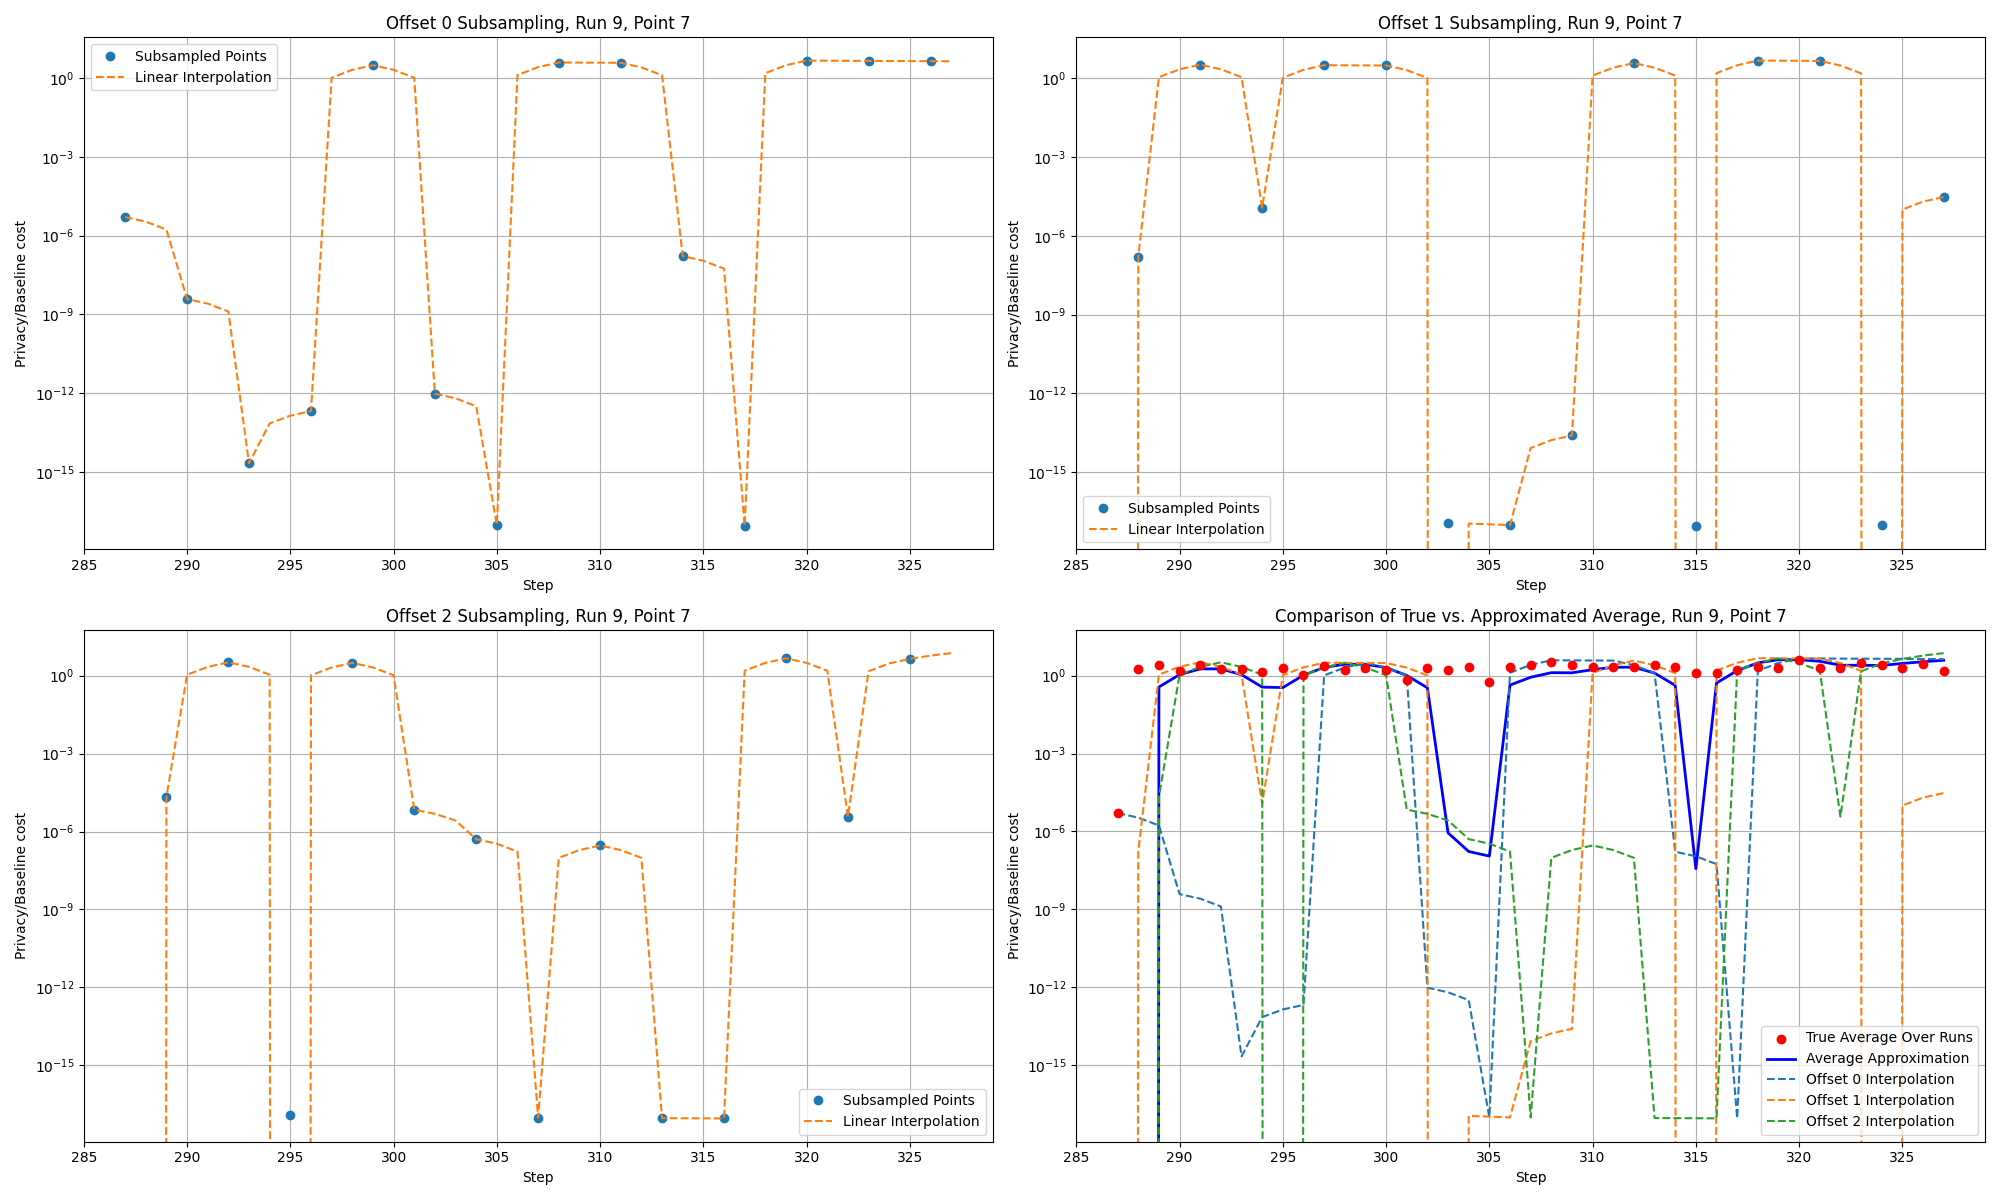 Offset 0 Subsampling, Run 9, Point 7
Subsampled Points
Linear Interpolation
Privacy/Baseline cost
10^0
10^−3
10^−6
10^−9
10^−12
10^−15
285 290 295 300 305 310 315 320 325
Step
Offset 1 Subsampling, Run 9, Point 7
Privacy/Baseline cost
10^0
10^−3
10^−6
10^−9
10^−12
10^−15
Subsampled Points
Linear Interpolation
285 290 295 300 305 310 315 320 325
Step
Offset 2 Subsampling, Run 9, Point 7
Privacy/Baseline cost
10^0
10^−3
10^−6
10^−9
10^−12
10^−15
Subsampled Points
Linear Interpolation
285 290 295 300 305 310 315 320 325
Step
Comparison of True vs. Approximated Average, Run 9, Point 7
Privacy/Baseline cost
10^0
10^−3
10^−6
10^−9
10^−12
10^−15
True Average Over Runs
Average Approximation
Offset 0 Interpolation
Offset 1 Interpolation
Offset 2 Interpolation
285 290 295 300 305 310 315 320 325
Step